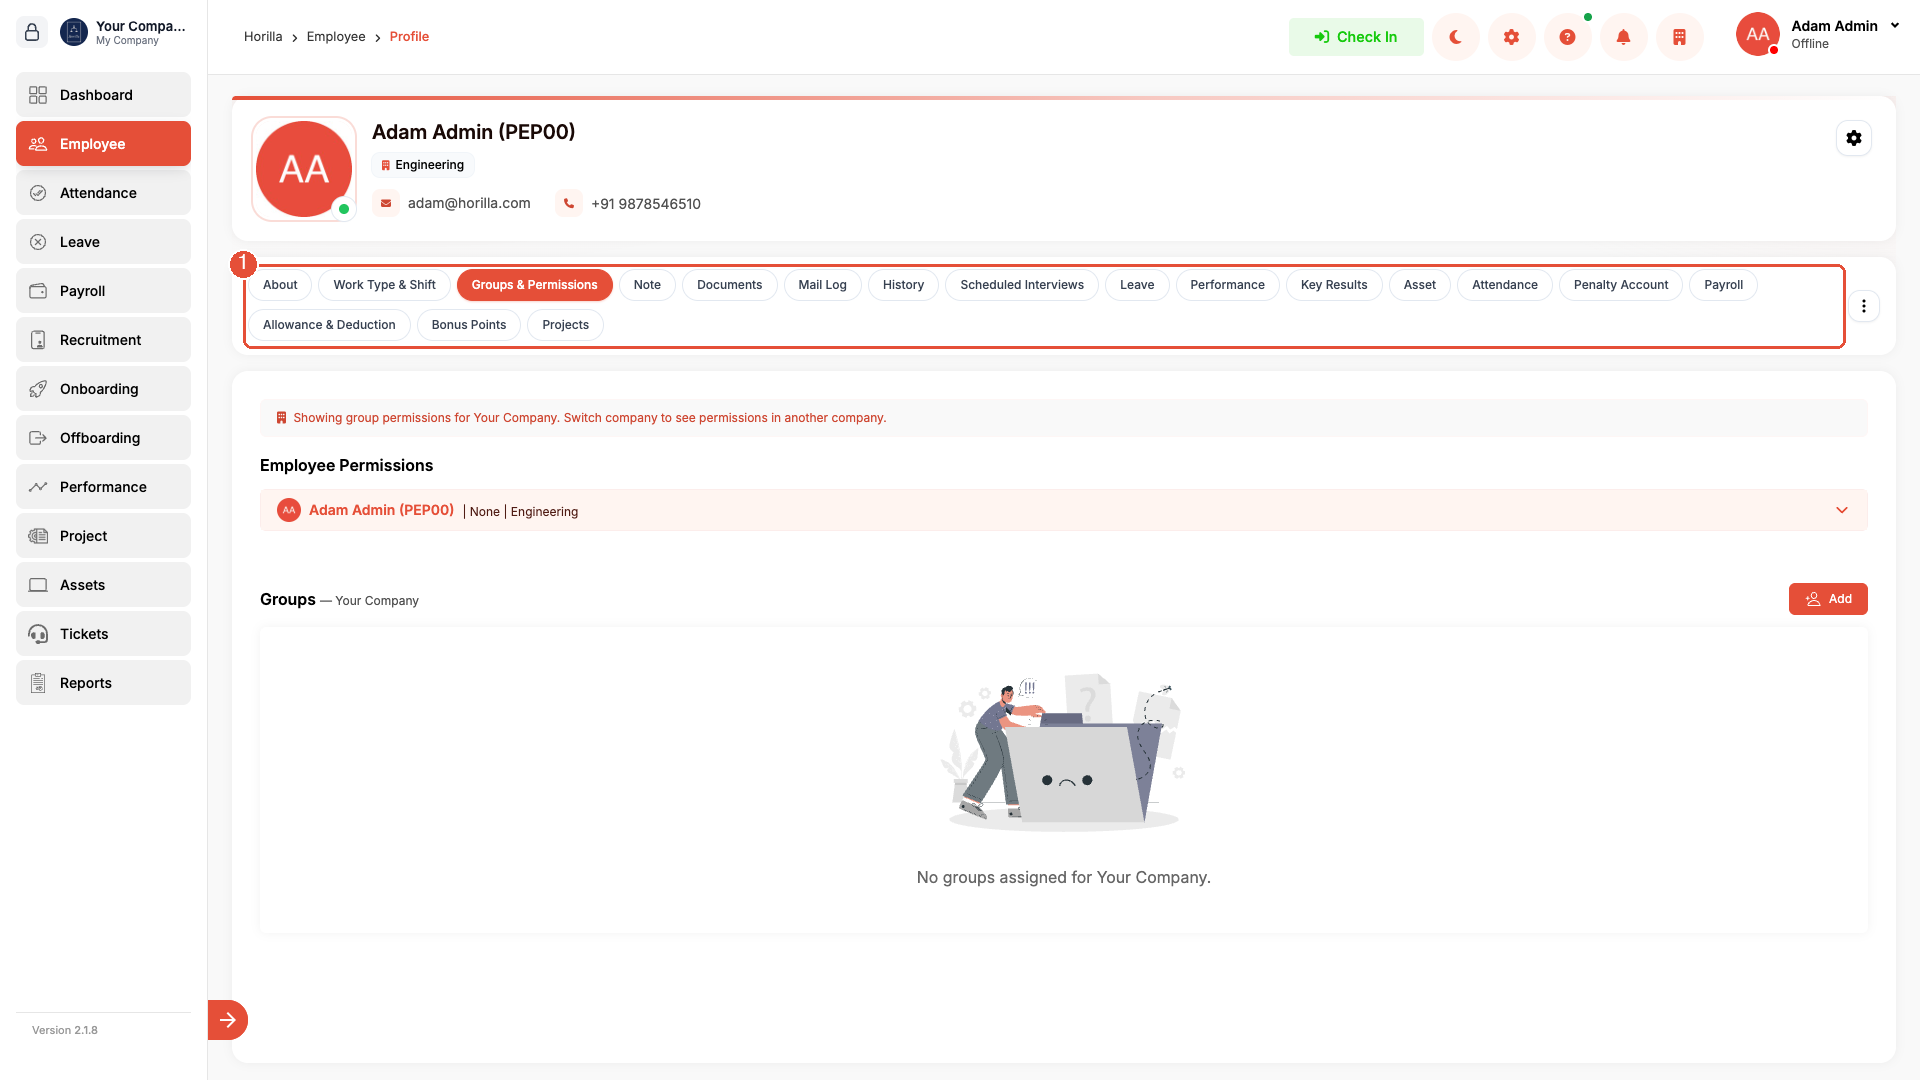 Your Compa...
My Company
Horilla > Employee > Profile
Check In
AA
Adam Admin
Offline
Dashboard
Employee
Attendance
Leave
Payroll
Recruitment
Onboarding
Offboarding
Performance
Project
Assets
Tickets
Reports
Version 2.1.8
AA
Adam Admin (PEP00)
Engineering
adam@horilla.com
+91 9878546510
1
About Work Type & Shift Groups & Permissions Note Documents Mail Log History Scheduled Interviews Leave Performance Key Results Asset Attendance Penalty Account Payroll
Allowance & Deduction Bonus Points Projects
Showing group permissions for Your Company. Switch company to see permissions in another company.
Employee Permissions
AA Adam Admin (PEP00) | None | Engineering
Groups — Your Company
Add
!!!
?
No groups assigned for Your Company.